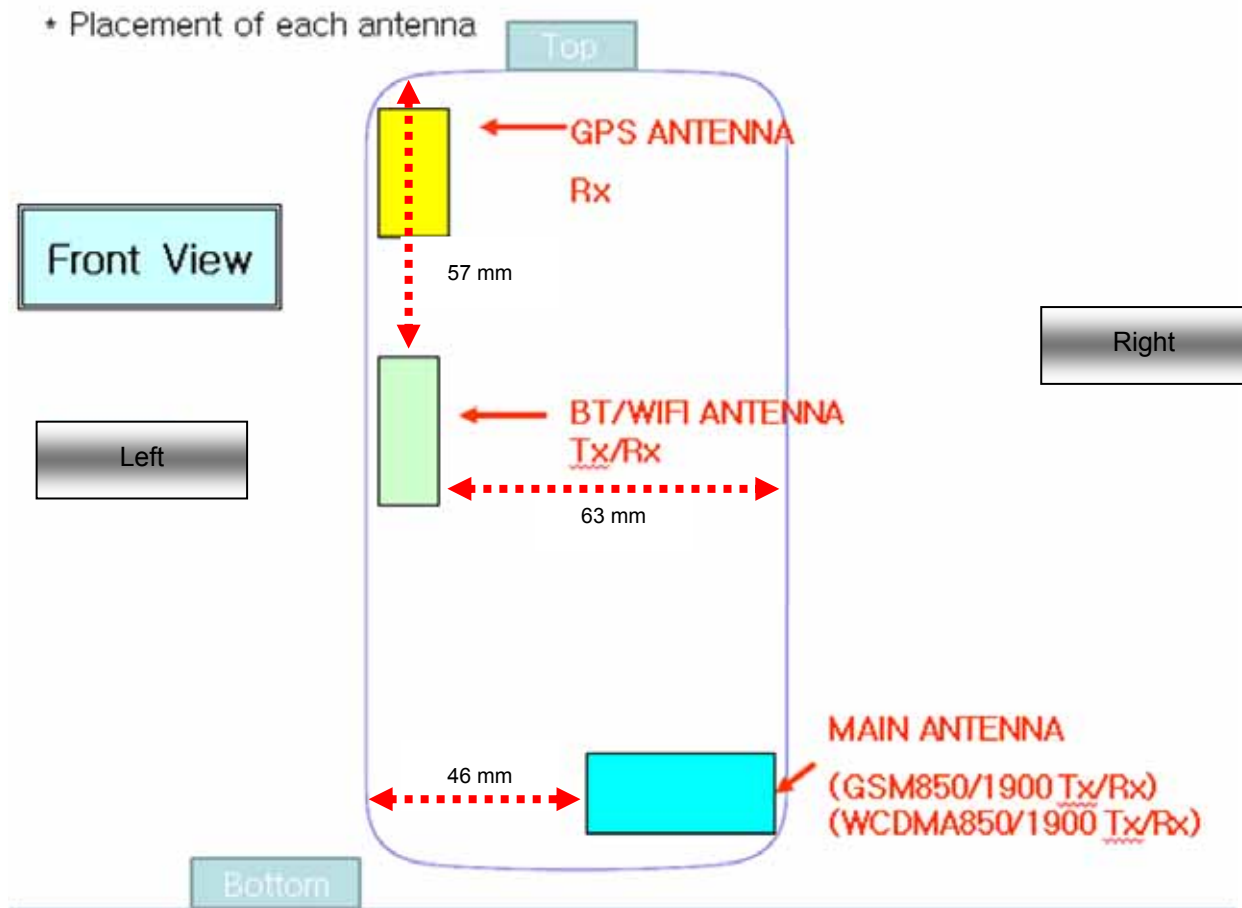 * Placement of each antenna
Top
GPS ANTENNA
Rx
Front View
57 mm
Right
BT/WIFI ANTENNA
Tx/Rx
Left
63 mm
MAIN ANTENNA
46 mm
(GSM850/1900 Tx/Rx)
(WCDMA850/1900 Tx/Rx)
Bottom